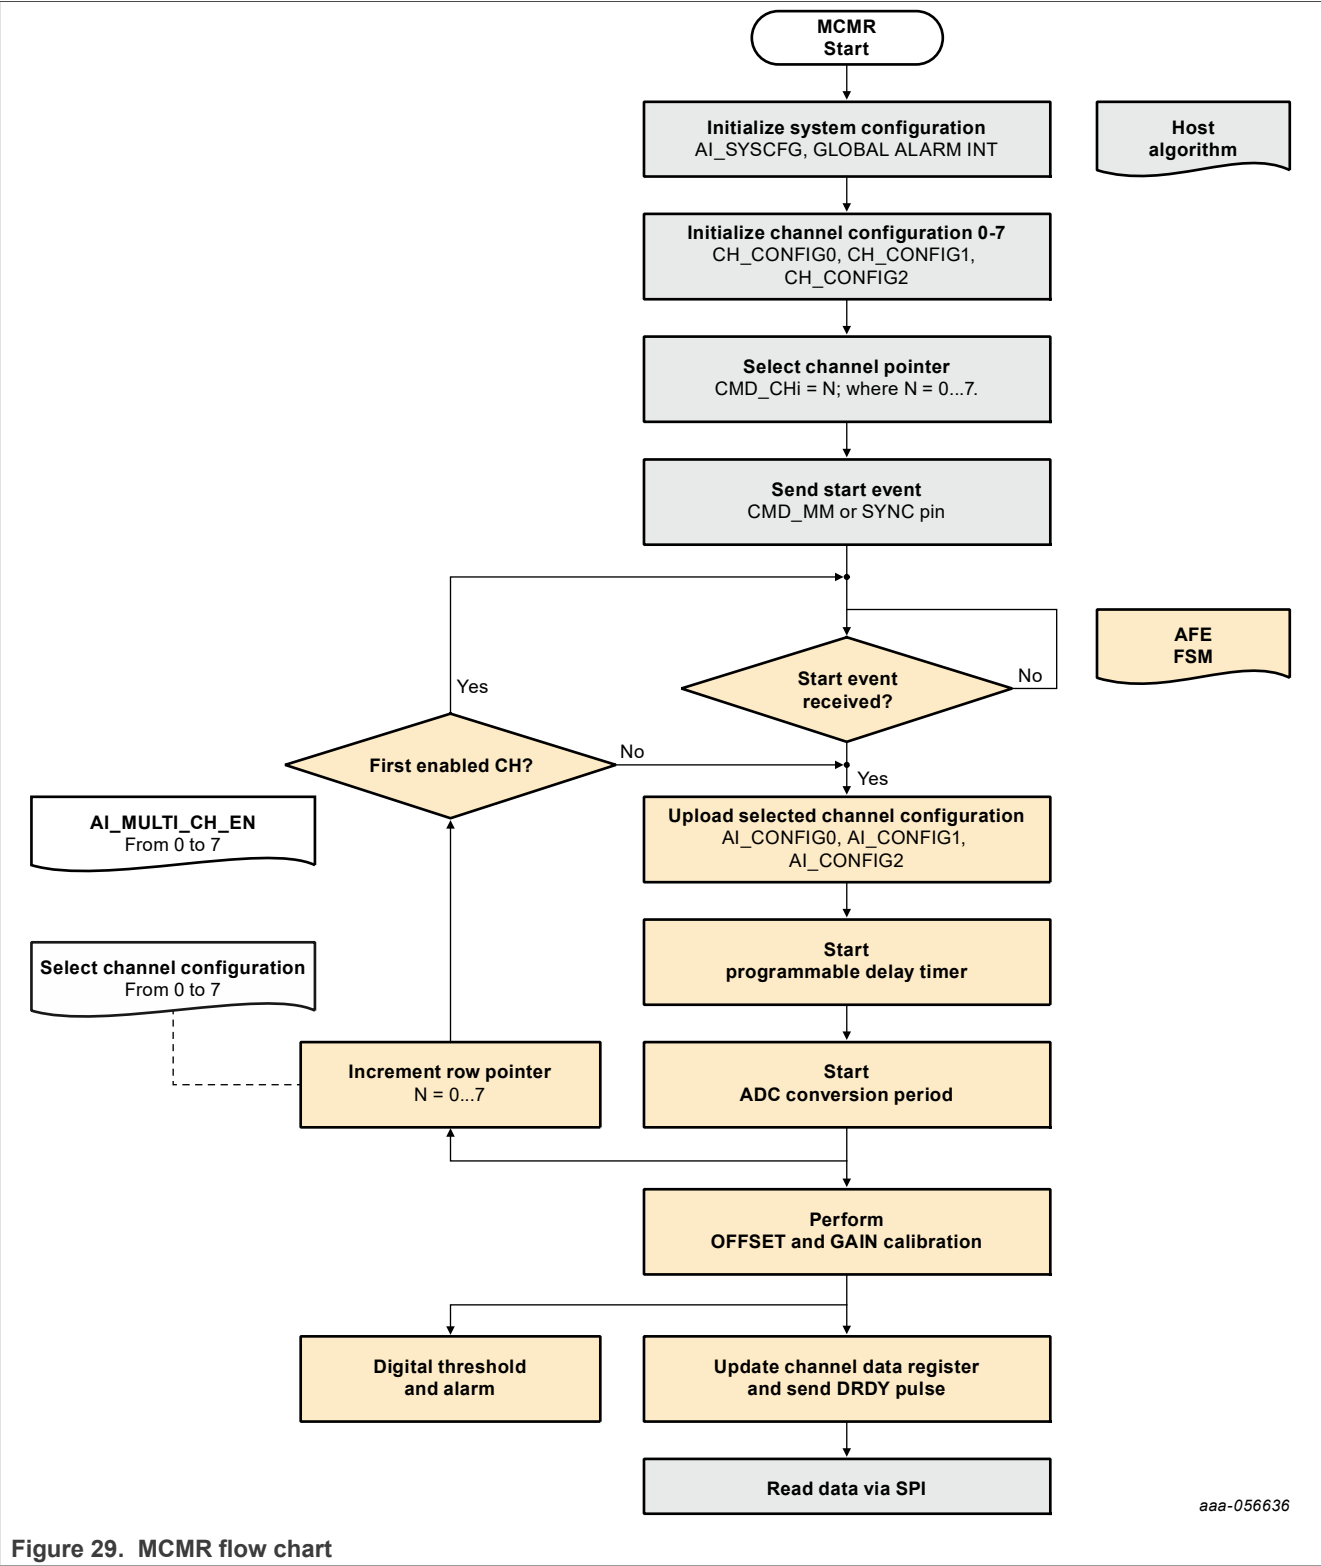 MCMR
Start
Initialize system configuration
AI_SYSCFG, GLOBAL ALARM INT
Host
algorithm
Initialize channel configuration 0-7
CH_CONFIG0, CH_CONFIG1,
CH_CONFIG2
Select channel pointer
CMD_CHi = N; where N = 0...7.
Send start event
CMD_MM or SYNC pin
AFE
FSM
Start event
received?
No
Yes
Yes
First enabled CH?
No
AI_MULTI_CH_EN
From 0 to 7
Upload selected channel configuration
AI_CONFIG0, AI_CONFIG1,
AI_CONFIG2
Start
programmable delay timer
Select channel configuration
From 0 to 7
Increment row pointer
N = 0...7
Start
ADC conversion period
Perform
OFFSET and GAIN calibration
Digital threshold
and alarm
Update channel data register
and send DRDY pulse
Read data via SPI
aaa-056636
Figure 29. MCMR flow chart